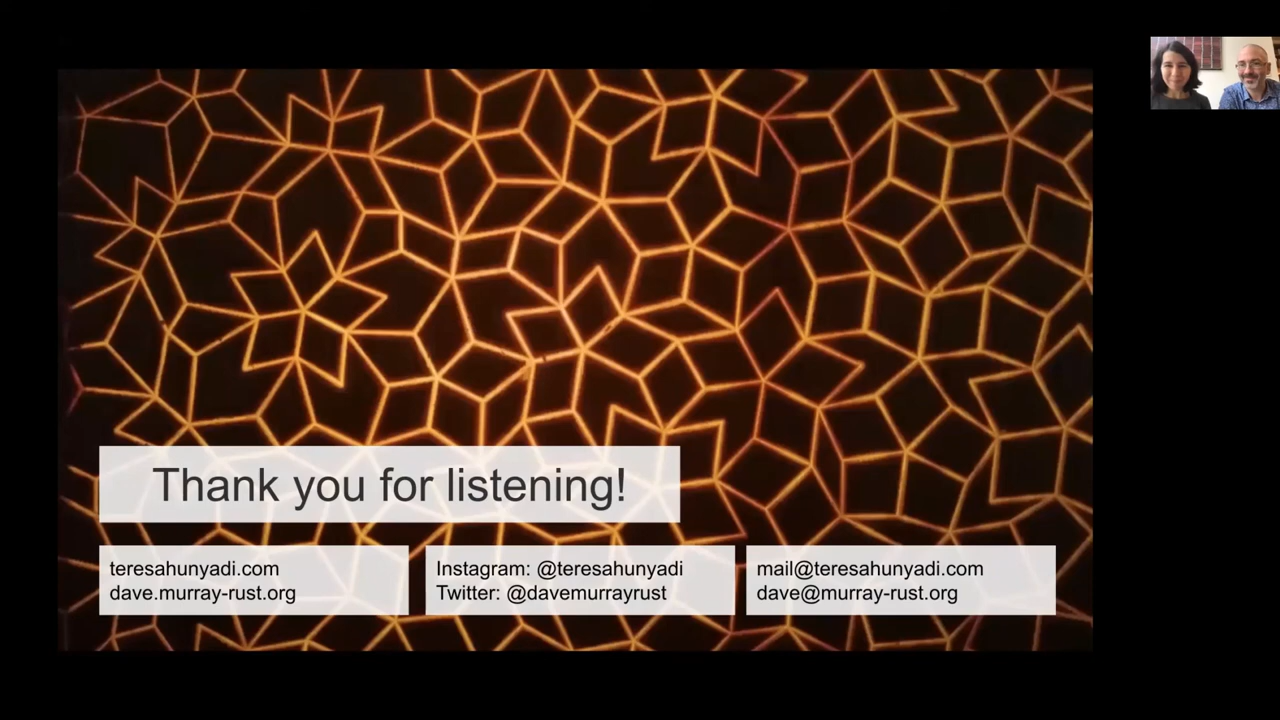 Thank you for listening!
teresahunyadi.com
dave.murray-rust.org
Instagram: @teresahunyadi
Twitter: @davemurrayrust
mail@teresahunyadi.com
dave@murray-rust.org